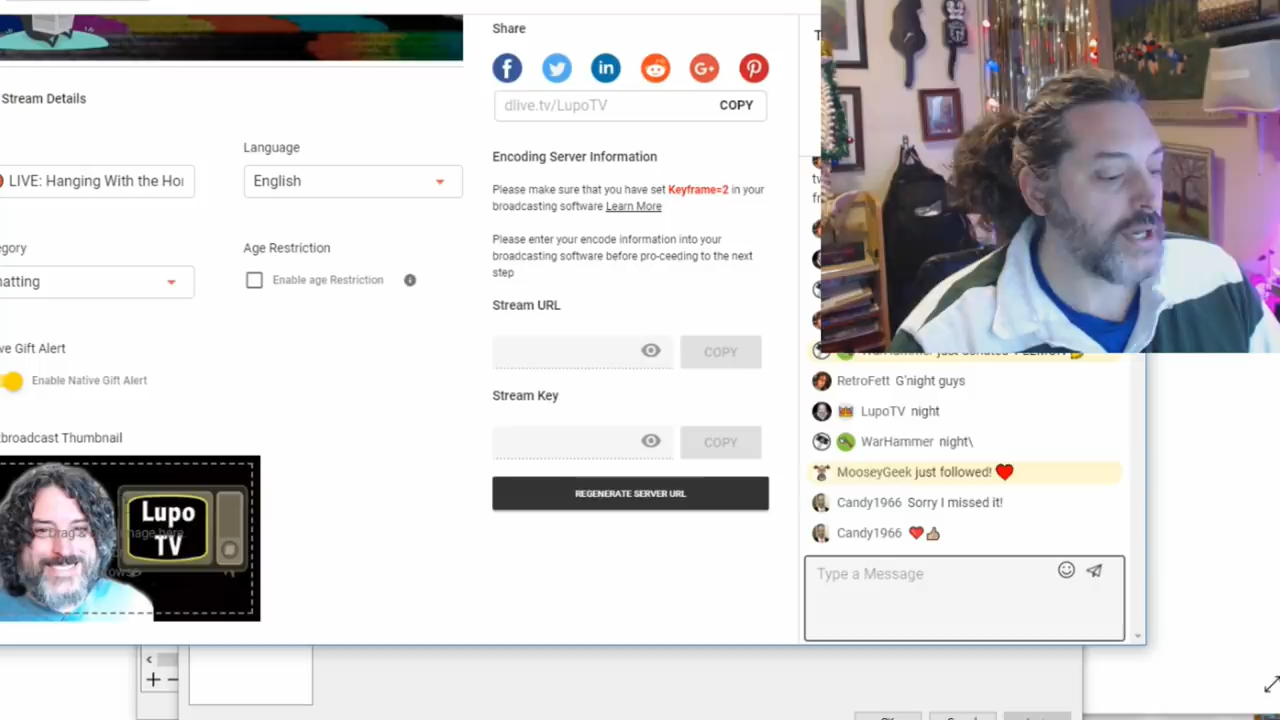 Share
dlive.tv/LupoTV
COPY
Stream Details
Language
LIVE: Hanging With the Hor
English
Encoding Server Information
Please make sure that you have set Keyframe=2 in your
broadcasting software Learn More
Please enter your encode information into your
broadcasting software before pro-ceeding to the next
step
egory
hatting
Age Restriction
Enable age Restriction
Stream URL
COPY
ve Gift Alert
Enable Native Gift Alert
Stream Key
COPY
REGENERATE SERVER URL
broadcast Thumbnail
Lupo
TV
RetroFett G'night guys
LupoTV night
WarHammer night\
MooseyGeek just followed!
Candy1966 Sorry I missed it!
Candy1966
Type a Message